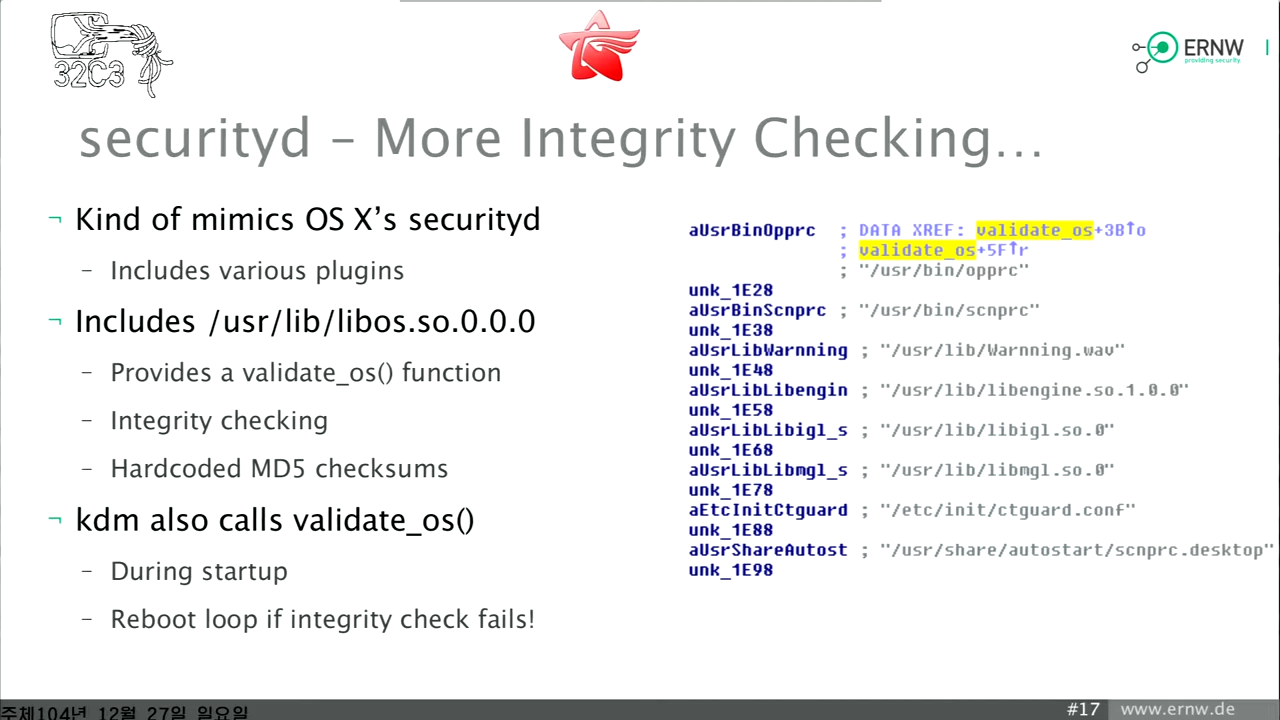 32C3
ERNW
providing security.
securityd – More Integrity Checking…
¬ Kind of mimics OS X’s securityd
– Includes various plugins
¬ Includes /usr/lib/libos.so.0.0.0
– Provides a validate_os() function
– Integrity checking
– Hardcoded MD5 checksums
¬ kdm also calls validate_os()
– During startup
– Reboot loop if integrity check fails!
aUsrBinOpprc ; DATA XREF: validate_os+3B↑o
; validate_os+5F↑r
; "/usr/bin/opprc"
unk_1E28
aUsrBinScnprc ; "/usr/bin/scnprc"
unk_1E38
aUsrLibWarnning ; "/usr/lib/Warnning.wav"
unk_1E48
aUsrLibLibengin ; "/usr/lib/libengine.so.1.0.0"
unk_1E58
aUsrLibLibigl_s ; "/usr/lib/libigl.so.0"
unk_1E68
aUsrLibLibmgl_s ; "/usr/lib/libmgl.so.0"
unk_1E78
aEtcInitCtguard ; "/etc/init/ctguard.conf"
unk_1E88
aUsrShareAutost ; "/usr/share/autostart/scnprc.desktop"
unk_1E98
주체104년 12월 27일 일요일
#17 www.ernw.de